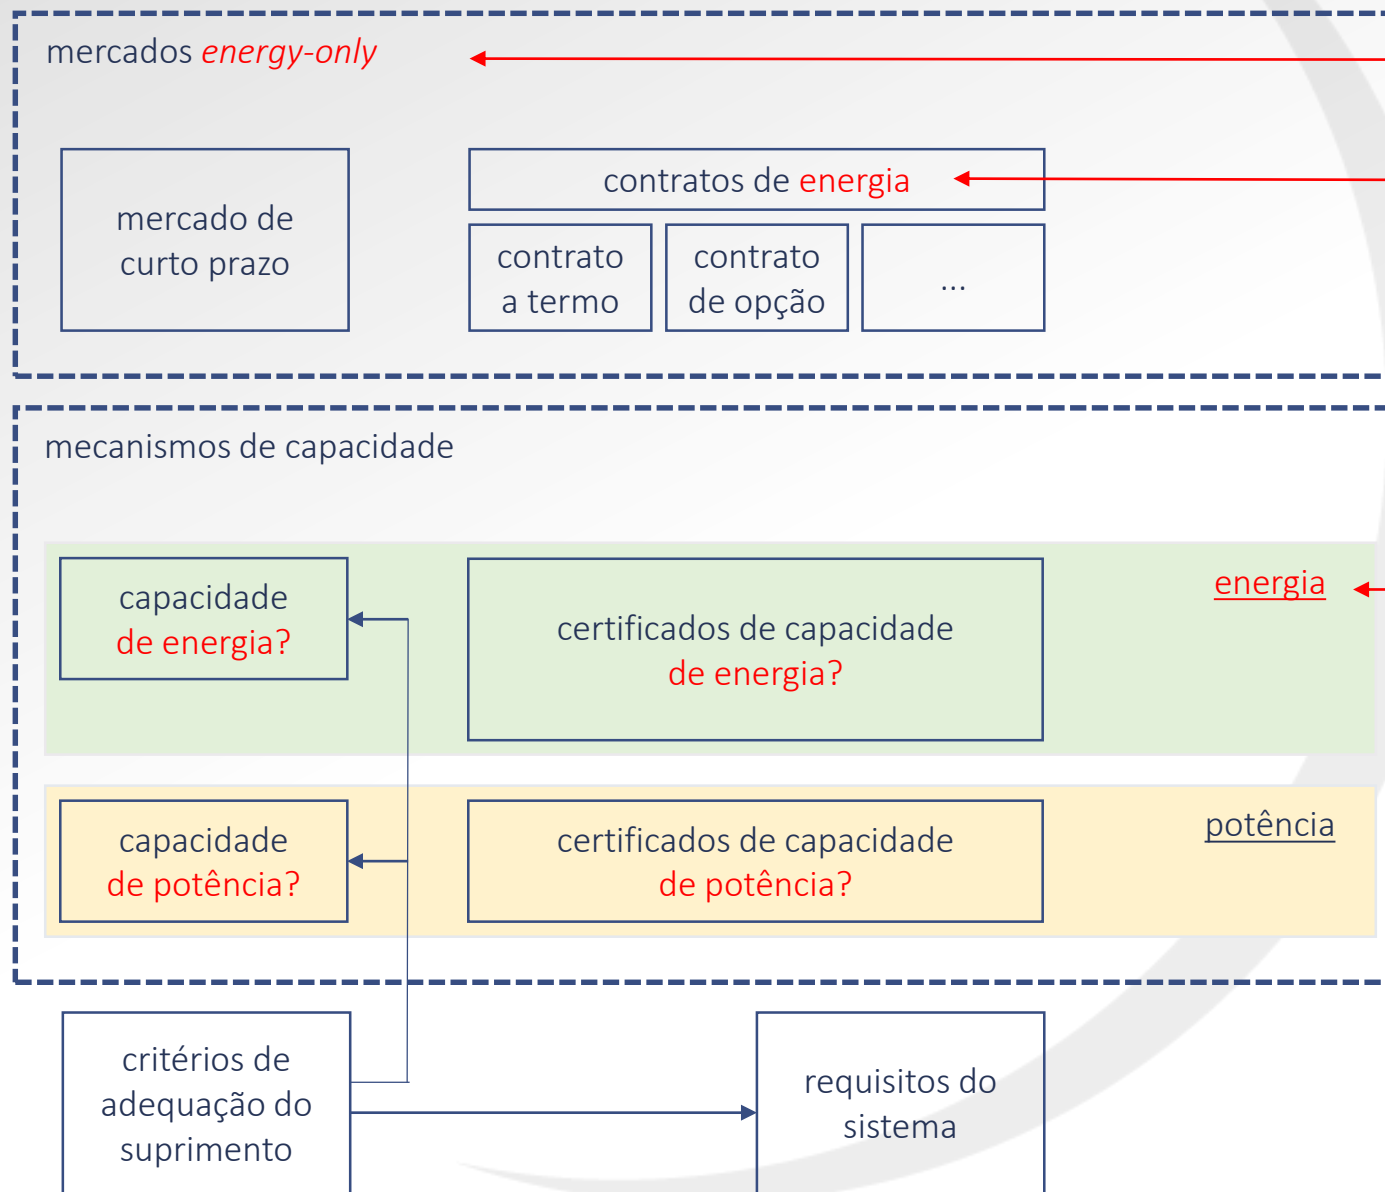 mercados energy-only
mercado de
curto prazo
contratos de energia
contrato
a termo
contrato
de opção
...
mecanismos de capacidade
capacidade
de energia?
certificados de capacidade
de energia?
energia
capacidade
de potência?
certificados de capacidade
de potência?
potência
critérios de
adequação do
suprimento
requisitos do
sistema